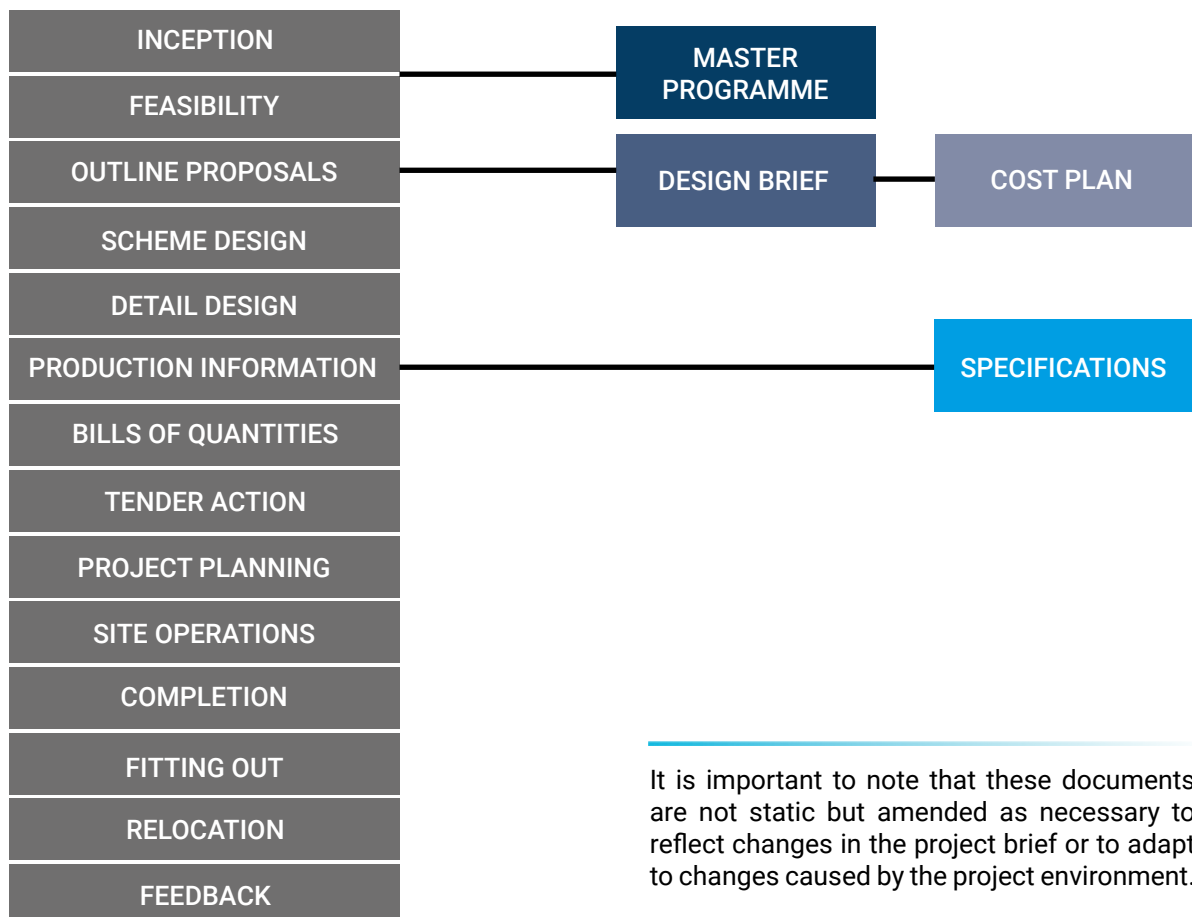 INCEPTION
FEASIBILITY
OUTLINE PROPOSALS
SCHEME DESIGN
DETAIL DESIGN
PRODUCTION INFORMATION
BILLS OF QUANTITIES
TENDER ACTION
PROJECT PLANNING
SITE OPERATIONS
COMPLETION
FITTING OUT
RELOCATION
FEEDBACK
MASTER
PROGRAMME
DESIGN BRIEF
COST PLAN
SPECIFICATIONS
It is important to note that these documents
are not static but amended as necessary to
reflect changes in the project brief or to adapt
to changes caused by the project environment.